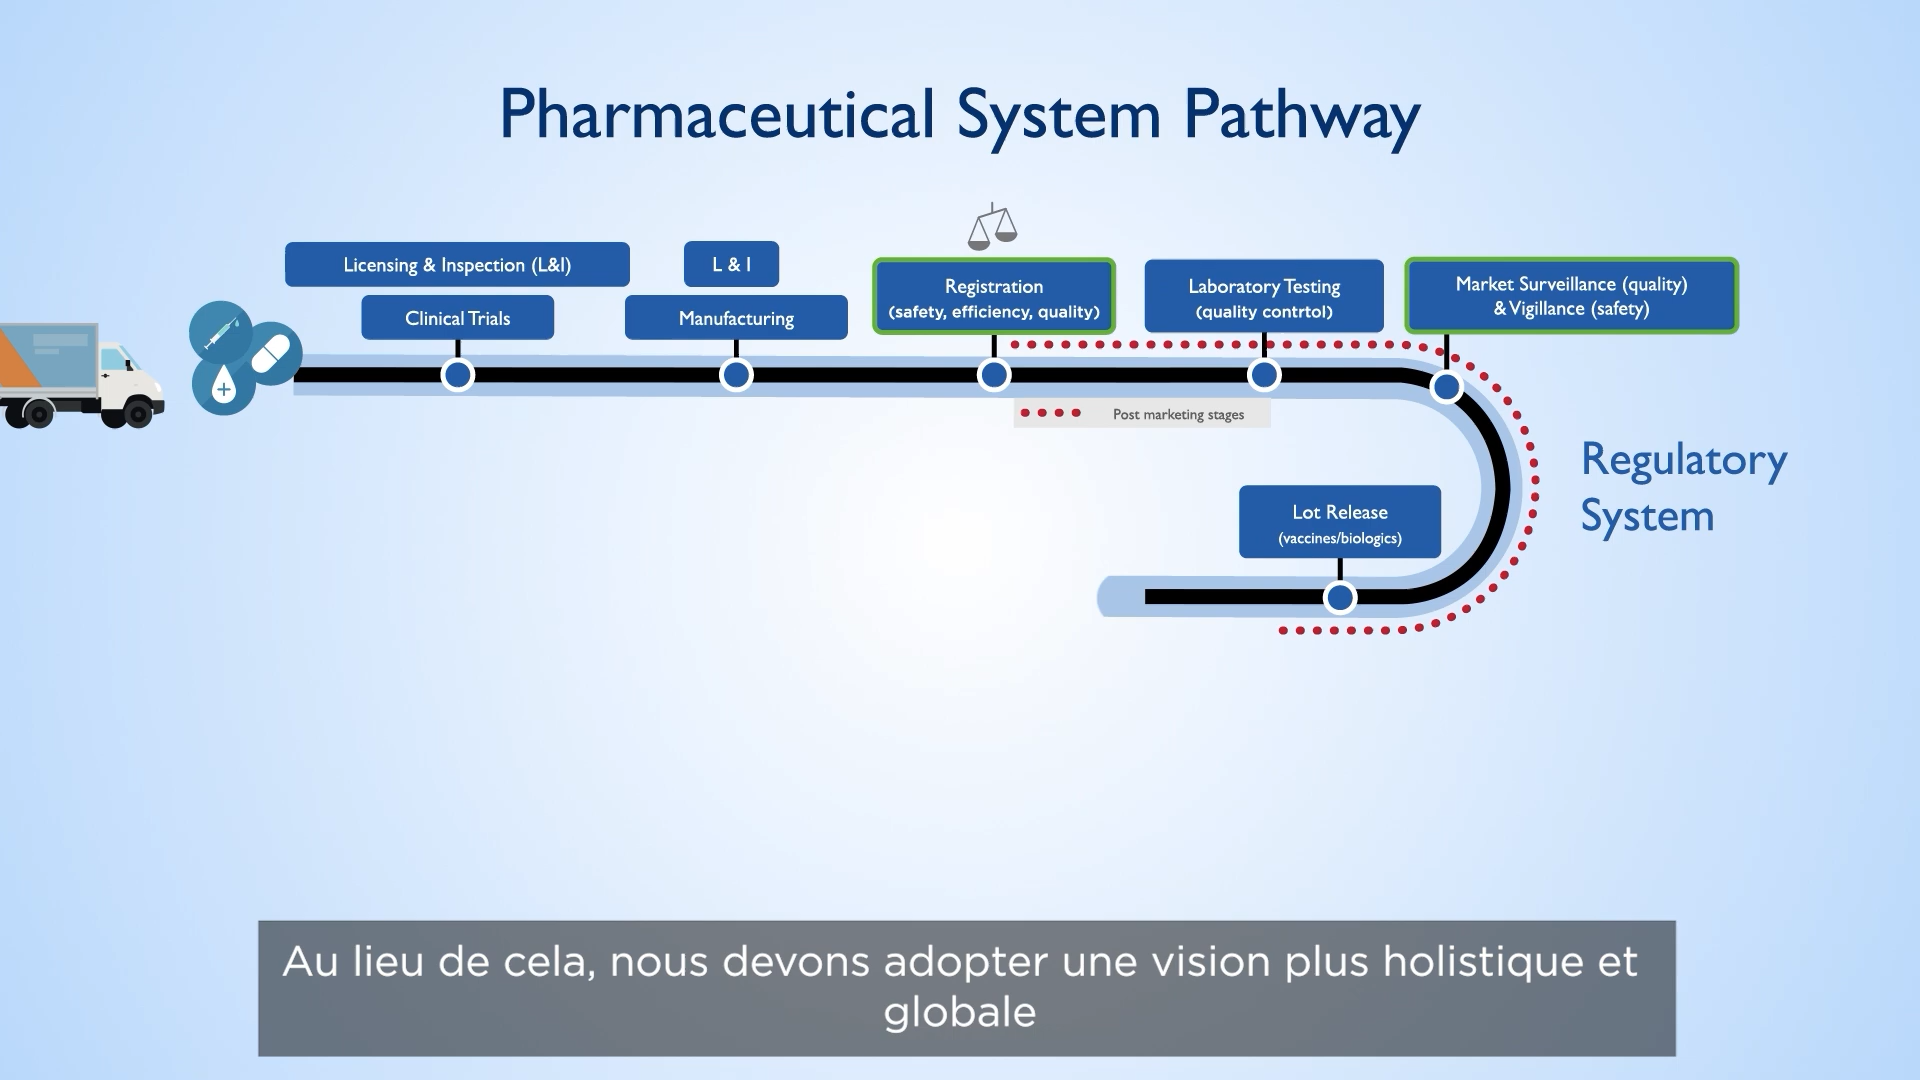 Pharmaceutical System Pathway
Licensing & Inspection (L&I)
L & I
Clinical Trials
Manufacturing
Registration
(safety, efficiency, quality)
Laboratory Testing
(quality contrtol)
Market Surveillance (quality)
& Vigillance (safety)
Post marketing stages
Regulatory
System
Lot Release
(vaccines/biologics)
Au lieu de cela, nous devons adopter une vision plus holistique et
globale